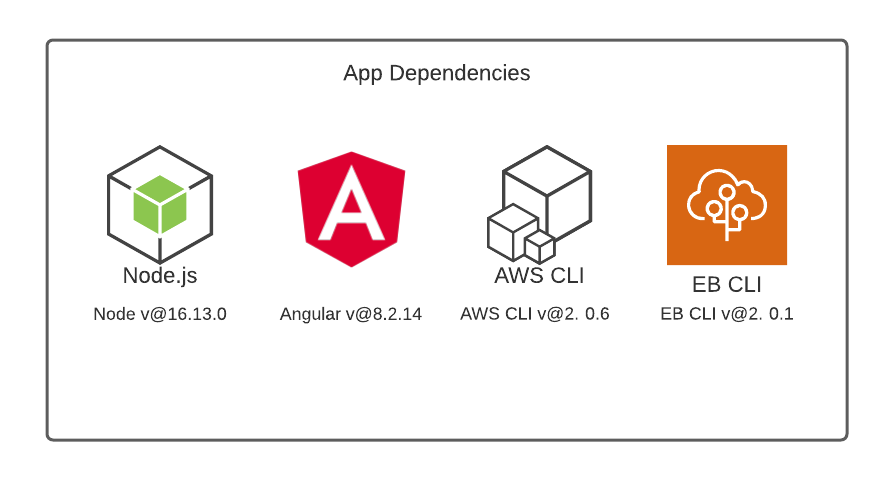 App Dependencies
Node.js
AWS CLI
EB CLI
Node v@16.13.0
Angular v@8.2.14
AWS CLI v@2. 0.6
EB CLI v@2. 0.1